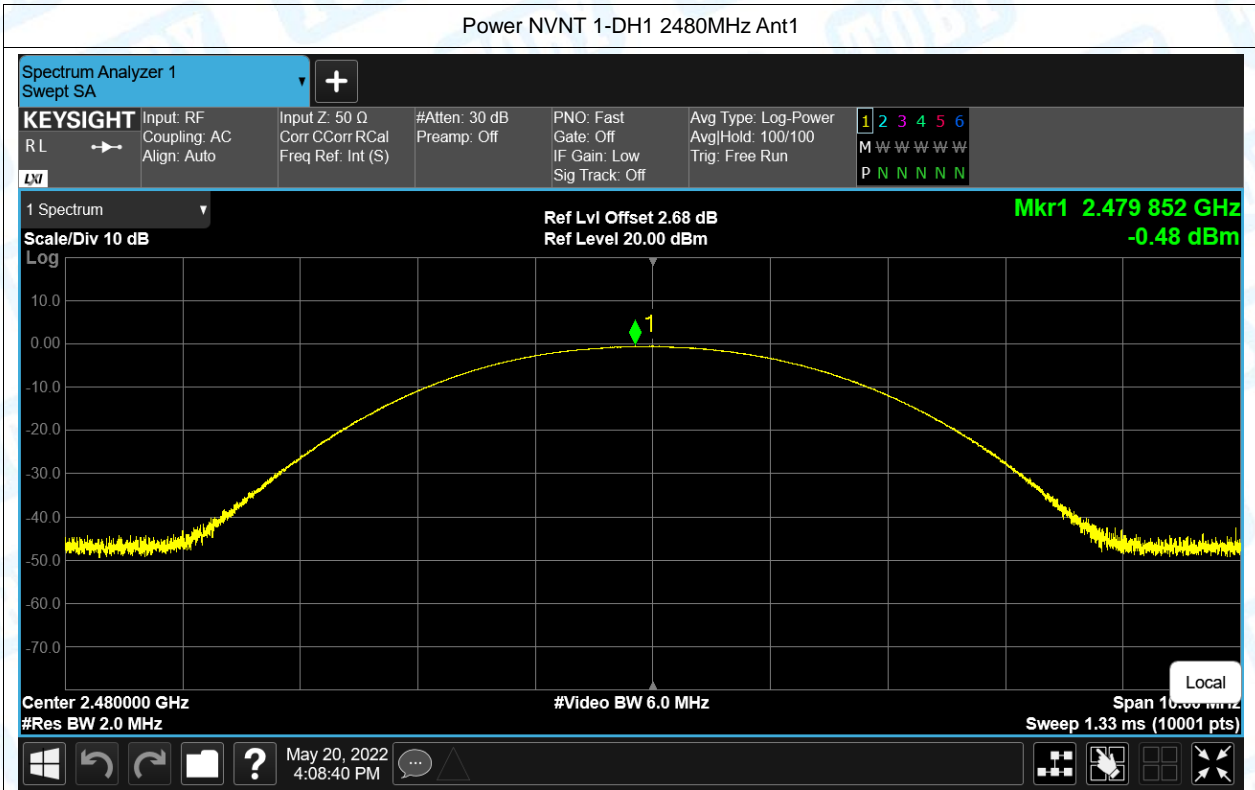 Power NVNT 1-DH1 2480MHz Ant1
Spectrum Analyzer 1
Swept SA
KEYSIGHT
R L
LXI
Input: RF
Coupling: AC
Align: Auto
Input Z: 50 Ω
Corr CCorr RCal
Freq Ref: Int (S)
#Atten: 30 dB
Preamp: Off
PNO: Fast
Gate: Off
IF Gain: Low
Sig Track: Off
Avg Type: Log-Power
Avg|Hold: 100/100
Trig: Free Run
1 2 3 4 5 6
M W W W W W
P N N N N N
1 Spectrum
Scale/Div 10 dB
Ref Lvl Offset 2.68 dB
Ref Level 20.00 dBm
Mkr1 2.479 852 GHz
-0.48 dBm
Log
10.0
0.00
-10.0
-20.0
-30.0
-40.0
-50.0
-60.0
-70.0
1
Center 2.480000 GHz
#Res BW 2.0 MHz
#Video BW 6.0 MHz
Local
Span 10.00 MHz
Sweep 1.33 ms (10001 pts)
?
May 20, 2022
4:08:40 PM